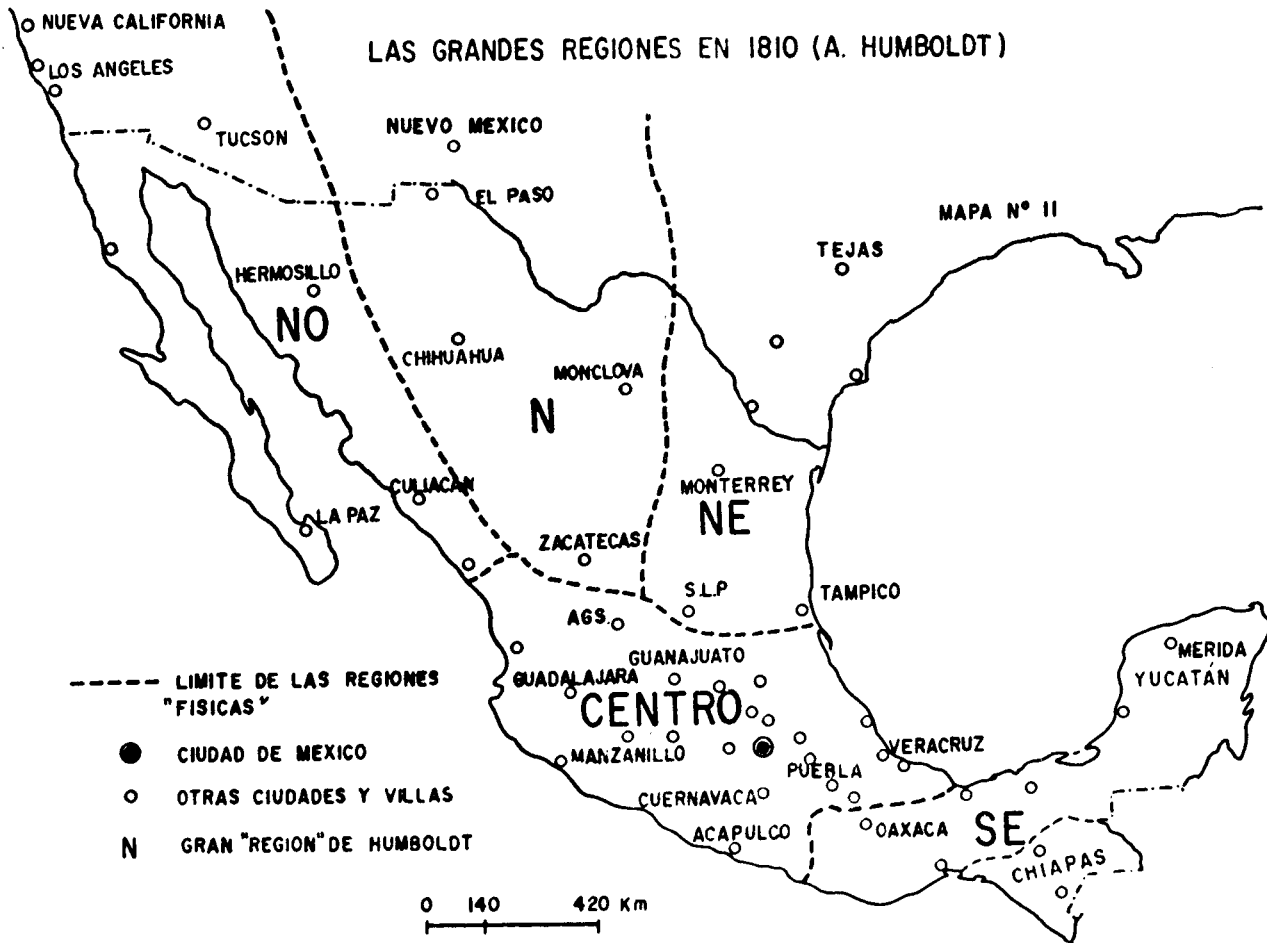 NUEVA CALIFORNIA
LAS GRANDES REGIONES EN 1810 (A. HUMBOLDT)
LOS ANGELES
TUCSON
NUEVO MEXICO
EL PASO
MAPA Nº 11
TEJAS
HERMOSILLO
NO
CHIHUAHUA
MONCLOVA
N
CULIACAN
MONTERREY
NE
LA PAZ
ZACATECAS
S.L.P
TAMPICO
AGS.
GUANAJUATO
MERIDA
YUCATÁN
GUADALAJARA
CENTRO
LIMITE DE LAS REGIONES
"FISICAS"
CIUDAD DE MEXICO
MANZANILLO
VERACRUZ
PUEBLA
OTRAS CIUDADES Y VILLAS
CUERNAVACA
ACAPULCO
OAXACA
SE
N GRAN "REGION" DE HUMBOLDT
CHIAPAS
0 140 420 Km